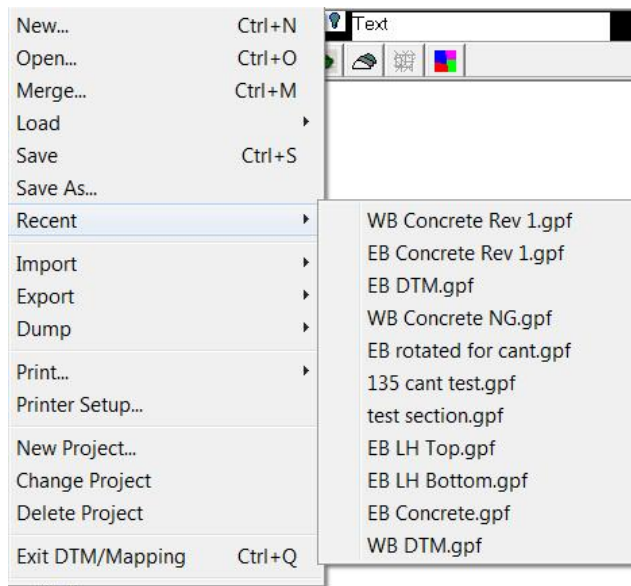 New... Ctrl+N
Open... Ctrl+O
Merge... Ctrl+M
Load
Save Ctrl+S
Save As...
Recent
Import
Export
Dump
Print...
Printer Setup...
New Project...
Change Project
Delete Project
Exit DTM/Mapping Ctrl+Q
Text
WB Concrete Rev 1.gpf
EB Concrete Rev 1.gpf
EB DTM.gpf
WB Concrete NG.gpf
EB rotated for cant.gpf
135 cant test.gpf
test section.gpf
EB LH Top.gpf
EB LH Bottom.gpf
EB Concrete.gpf
WB DTM.gpf